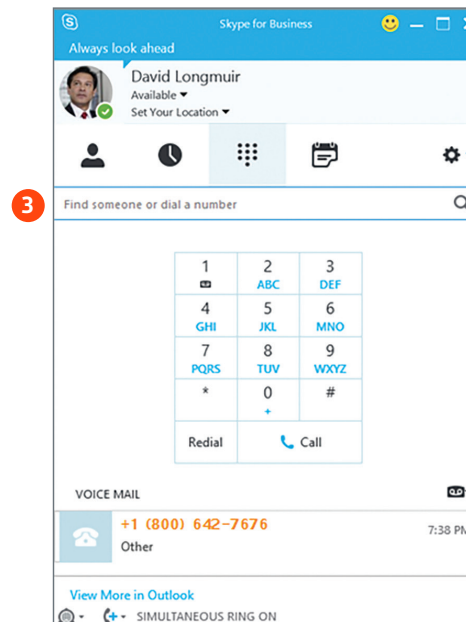 Skype for Business
Always look ahead
David Longmuir
Available
Set Your Location
3
Find someone or dial a number
1 2 3
ABC DEF
4 5 6
GHI JKL MNO
7 8 9
PQRS TUV WXYZ
* 0 #
+
Redial Call
VOICE MAIL
+1 (800) 642-7676 7:38 PM
Other
View More in Outlook
SIMULTANEOUS RING ON